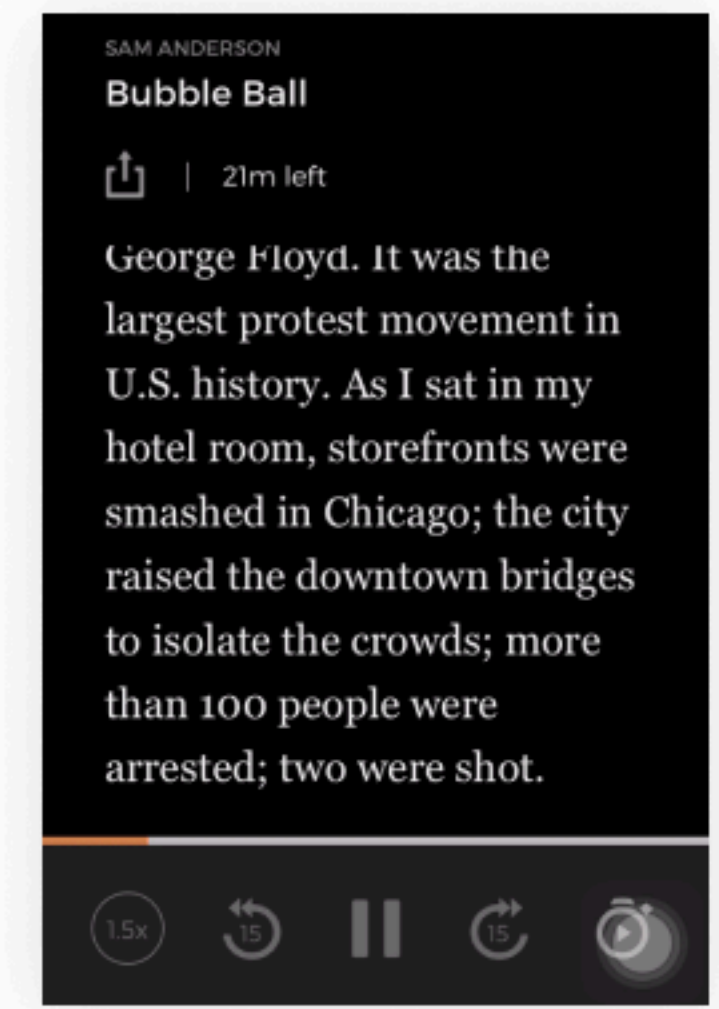 SAM ANDERSON
Bubble Ball
21m left
George Floyd. It was the
largest protest movement in
U.S. history. As I sat in my
hotel room, storefronts were
smashed in Chicago; the city
raised the downtown bridges
to isolate the crowds; more
than 100 people were
arrested; two were shot.
1.5x
15
15